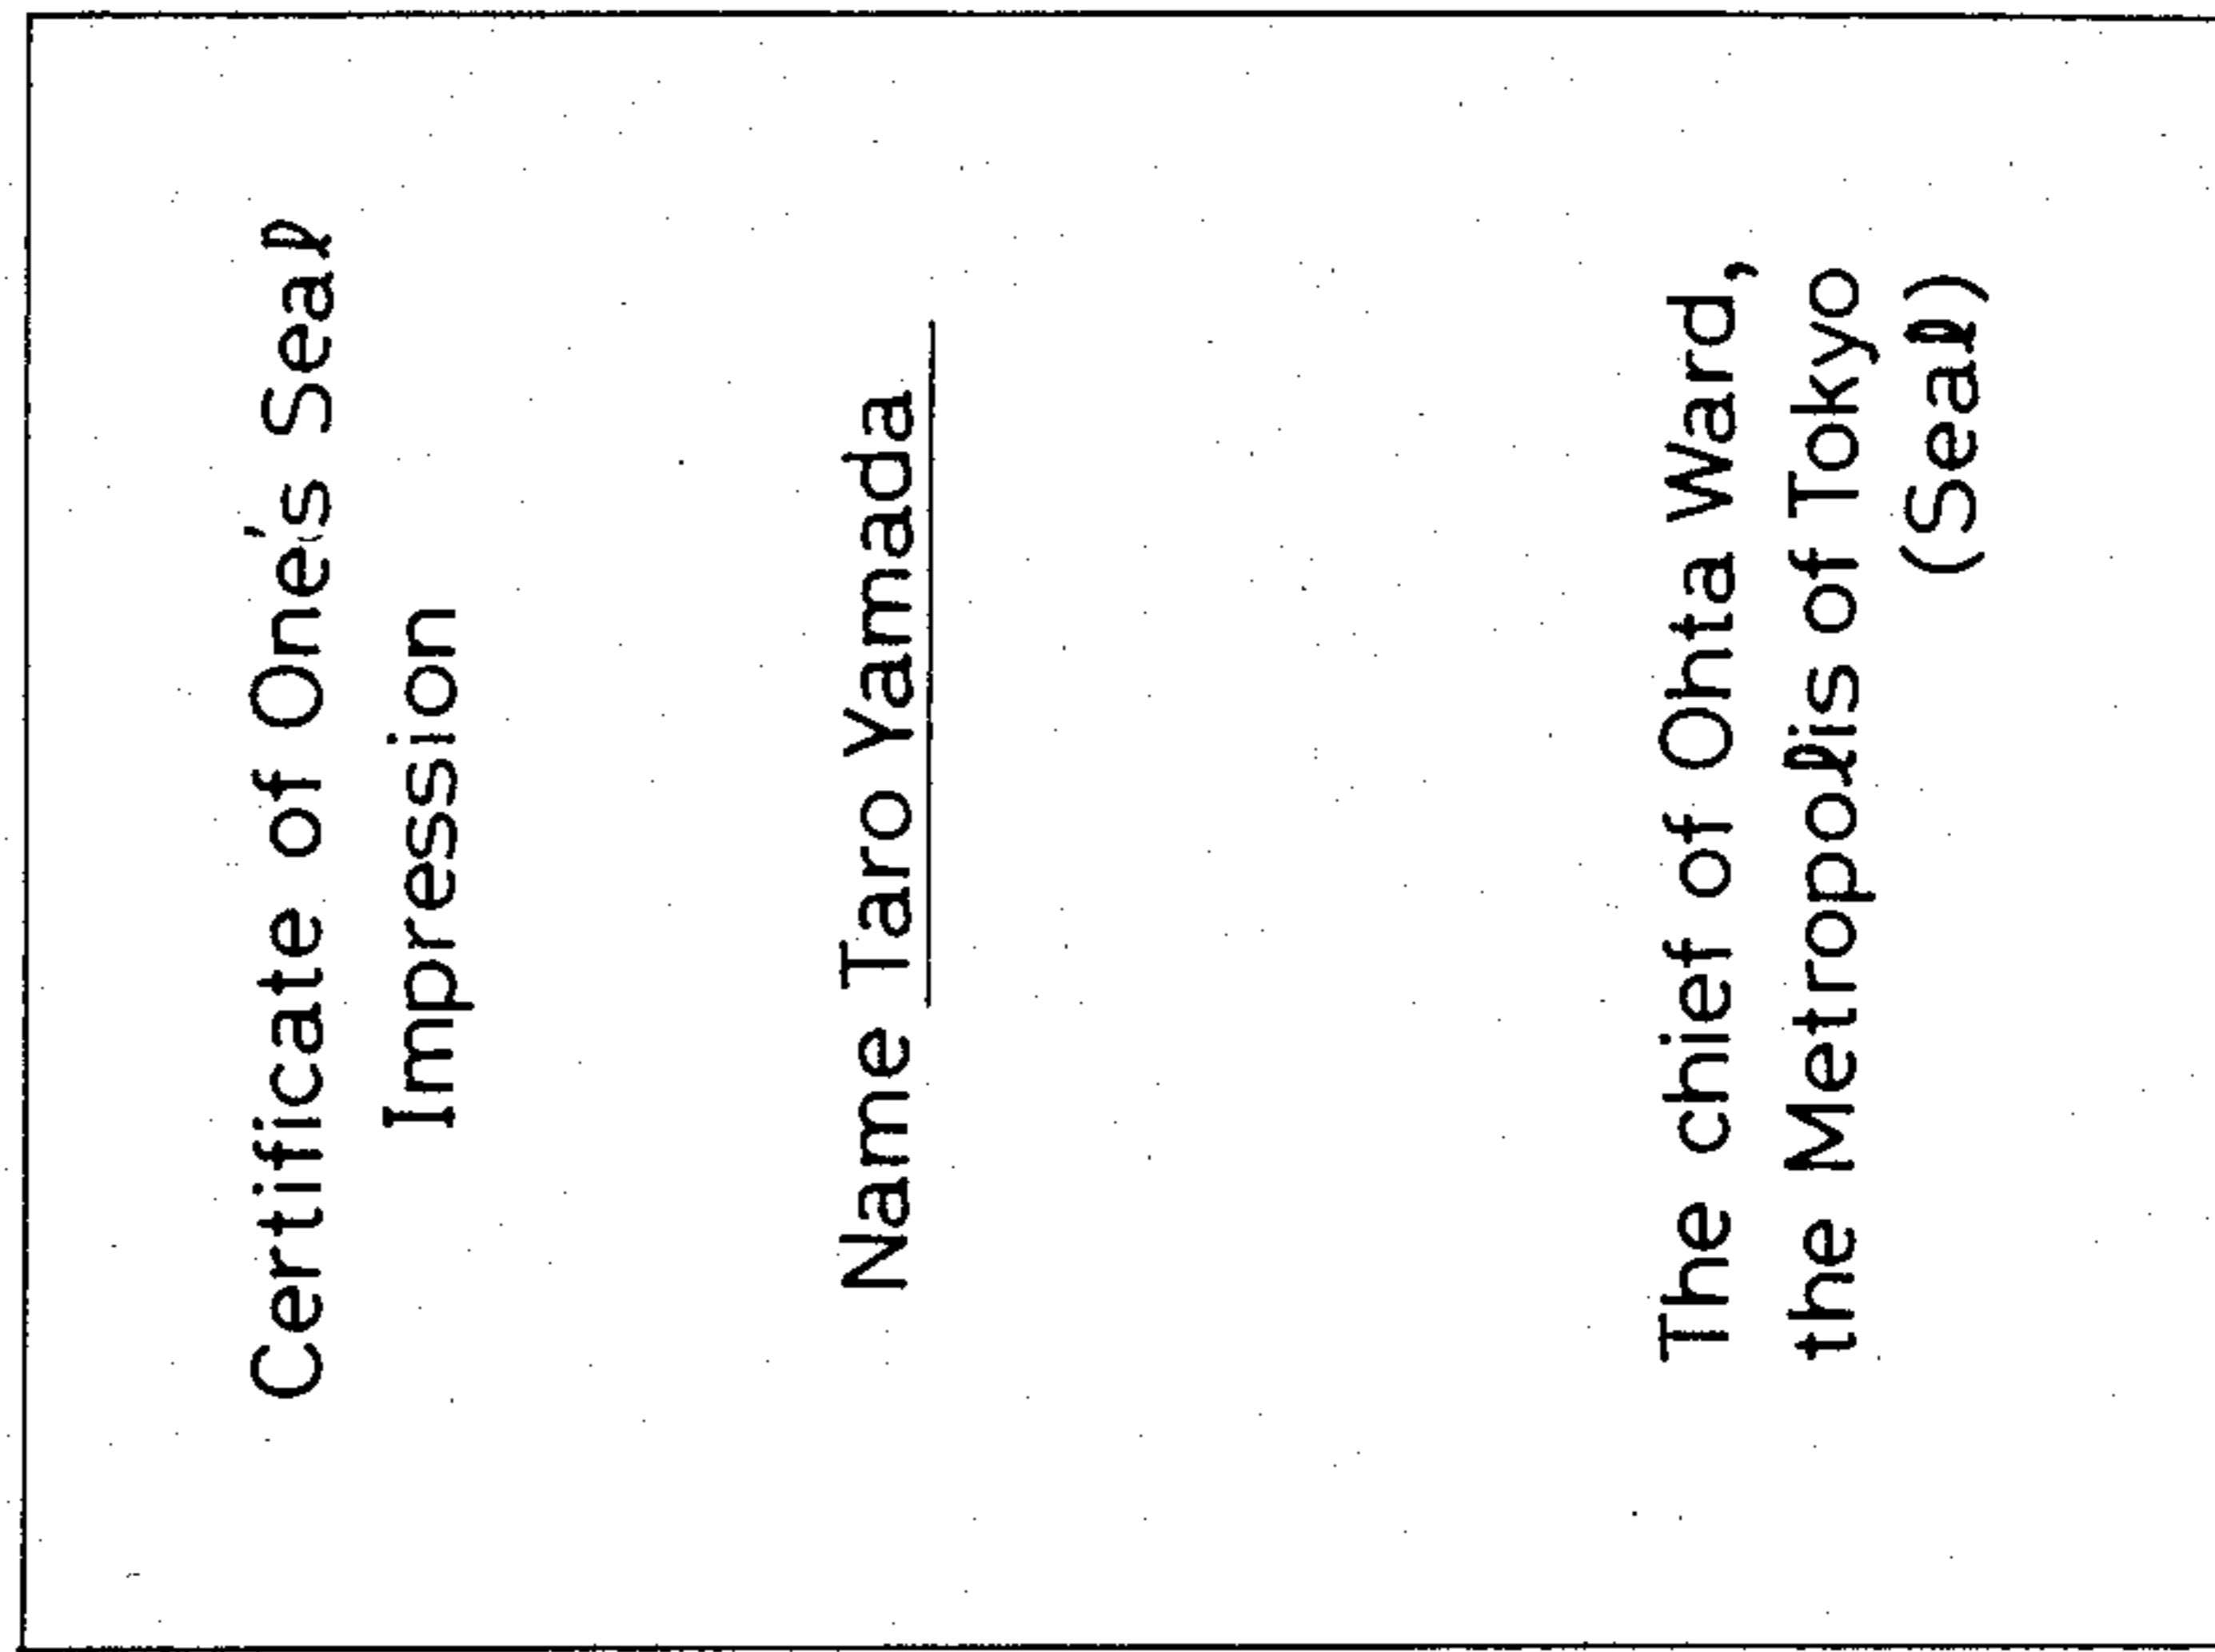 Certificate of One's Seal
Impression
Name Taro Yamada
The chief of Ohta Ward,
the Metropolis of Tokyo
(Seal)